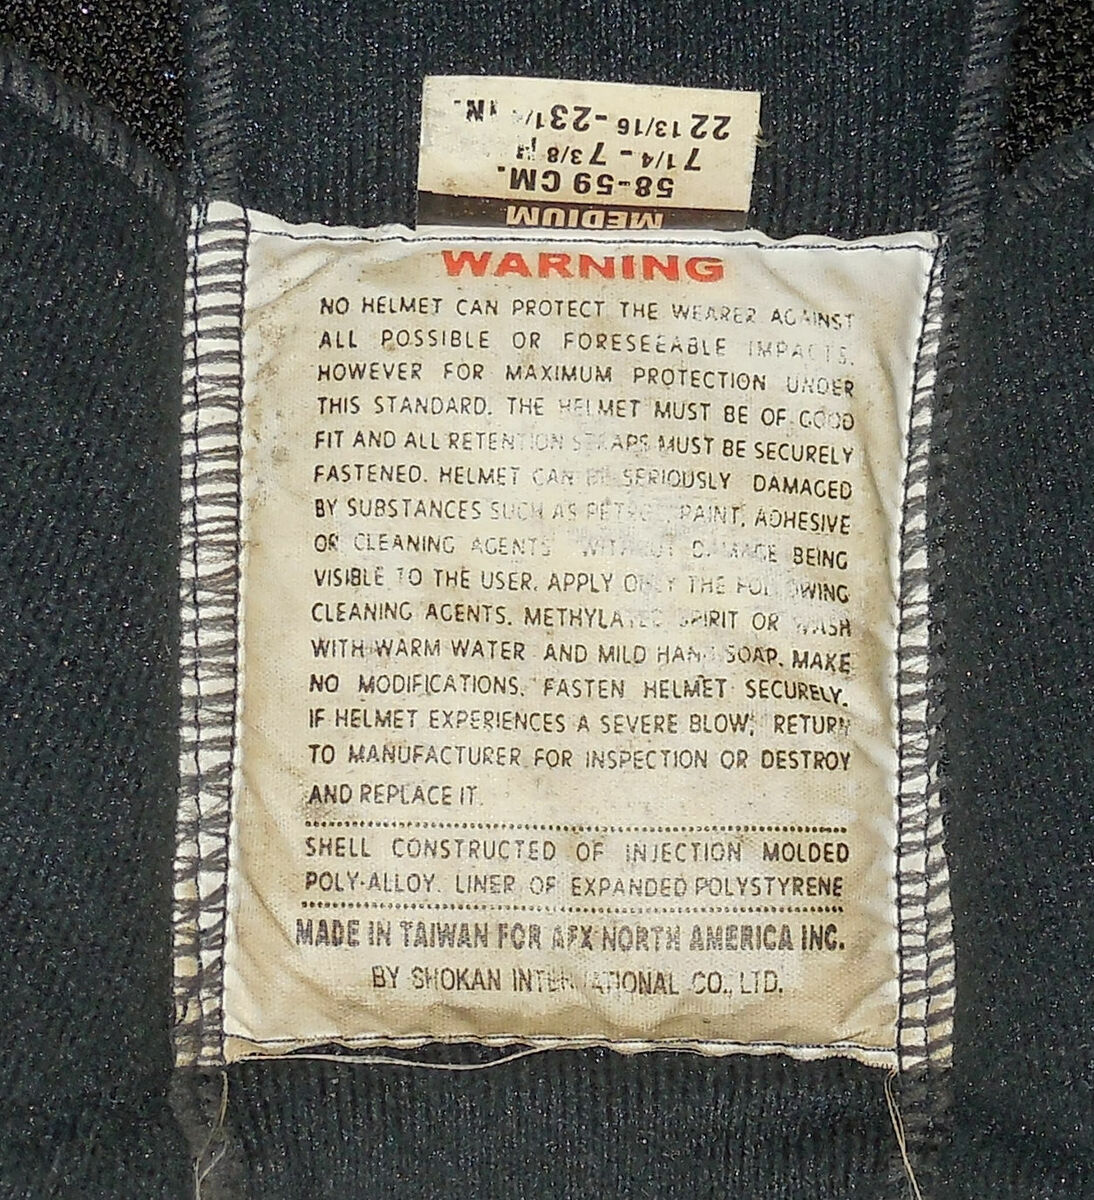 MEDIUM
58-59 CM.
7 1/4 - 7 3/8 H
22 13/16 - 23 1/4 IN.
WARNING
NO HELMET CAN PROTECT THE WEARER AGAINST
ALL POSSIBLE OR FORESEEABLE IMPACTS.
HOWEVER FOR MAXIMUM PROTECTION UNDER
THIS STANDARD. THE HELMET MUST BE OF GOOD
FIT AND ALL RETENTION STRAPS MUST BE SECURELY
FASTENED. HELMET CAN BE SERIOUSLY DAMAGED
BY SUBSTANCES SUCH AS PETROL, PAINT, ADHESIVE
OR CLEANING AGENTS WITHOUT DAMAGE BEING
VISIBLE TO THE USER. APPLY ONLY THE FOLLOWING
CLEANING AGENTS. METHYLATED SPIRIT OR WASH
WITH WARM WATER AND MILD HAND SOAP. MAKE
NO MODIFICATIONS. FASTEN HELMET SECURELY.
IF HELMET EXPERIENCES A SEVERE BLOW, RETURN
TO MANUFACTURER FOR INSPECTION OR DESTROY
AND REPLACE IT.
SHELL CONSTRUCTED OF INJECTION MOLDED
POLY-ALLOY. LINER OF EXPANDED POLYSTYRENE
MADE IN TAIWAN FOR AFX NORTH AMERICA INC.
BY SHOKAN INTERNATIONAL CO., LTD.